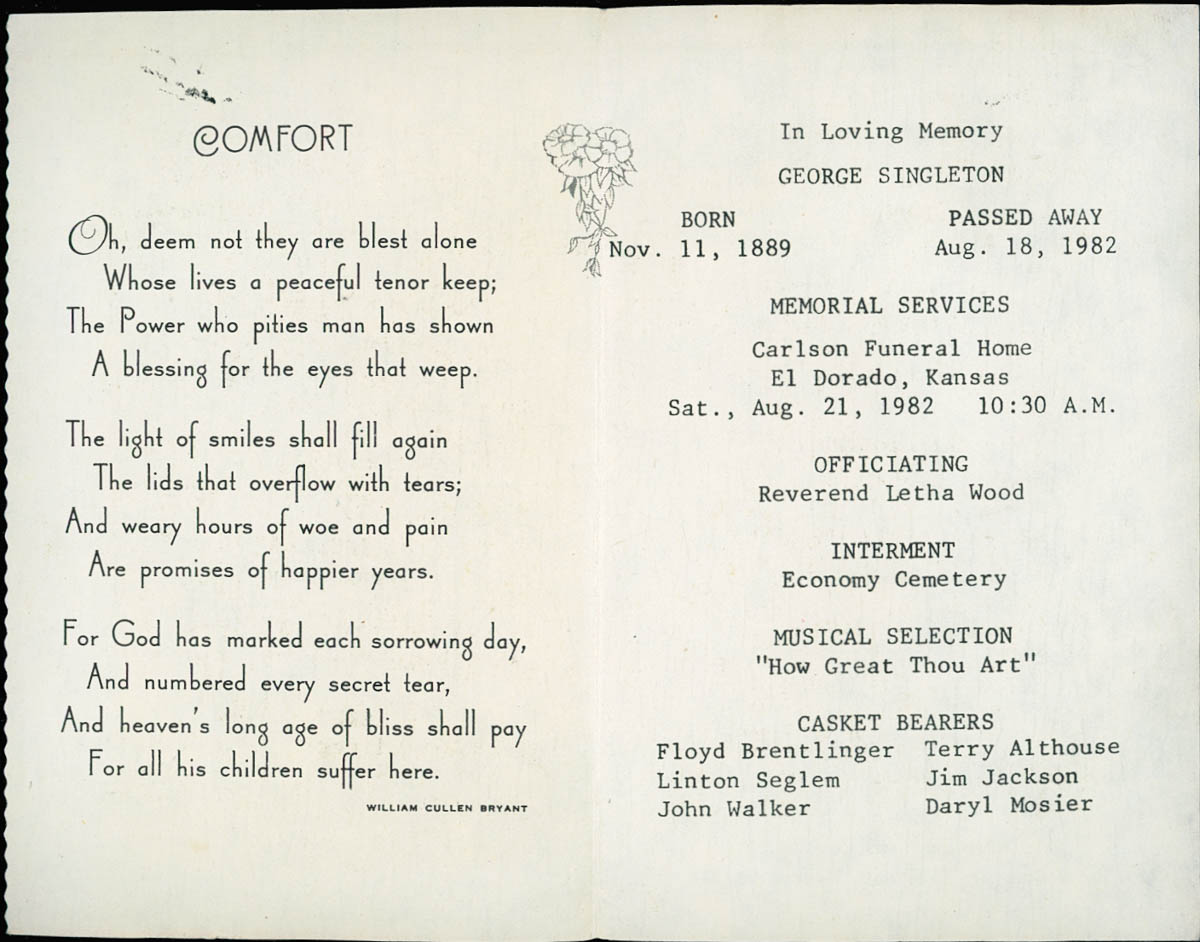 COMFORT
Oh, deem not they are blest alone
Whose lives a peaceful tenor keep;
The Power who pities man has shown
A blessing for the eyes that weep.
The light of smiles shall fill again
The lids that overflow with tears;
And weary hours of woe and pain
Are promises of happier years.
For God has marked each sorrowing day,
And numbered every secret tear,
And heaven's long age of bliss shall pay
For all his children suffer here.
WILLIAM CULLEN BRYANT
In Loving Memory
GEORGE SINGLETON
BORN PASSED AWAY
Nov. 11, 1889 Aug. 18, 1982
MEMORIAL SERVICES
Carlson Funeral Home
El Dorado, Kansas
Sat., Aug. 21, 1982 10:30 A.M.
OFFICIATING
Reverend Letha Wood
INTERMENT
Economy Cemetery
MUSICAL SELECTION
"How Great Thou Art"
CASKET BEARERS
Floyd Brentlinger Terry Althouse
Linton Seglem Jim Jackson
John Walker Daryl Mosier